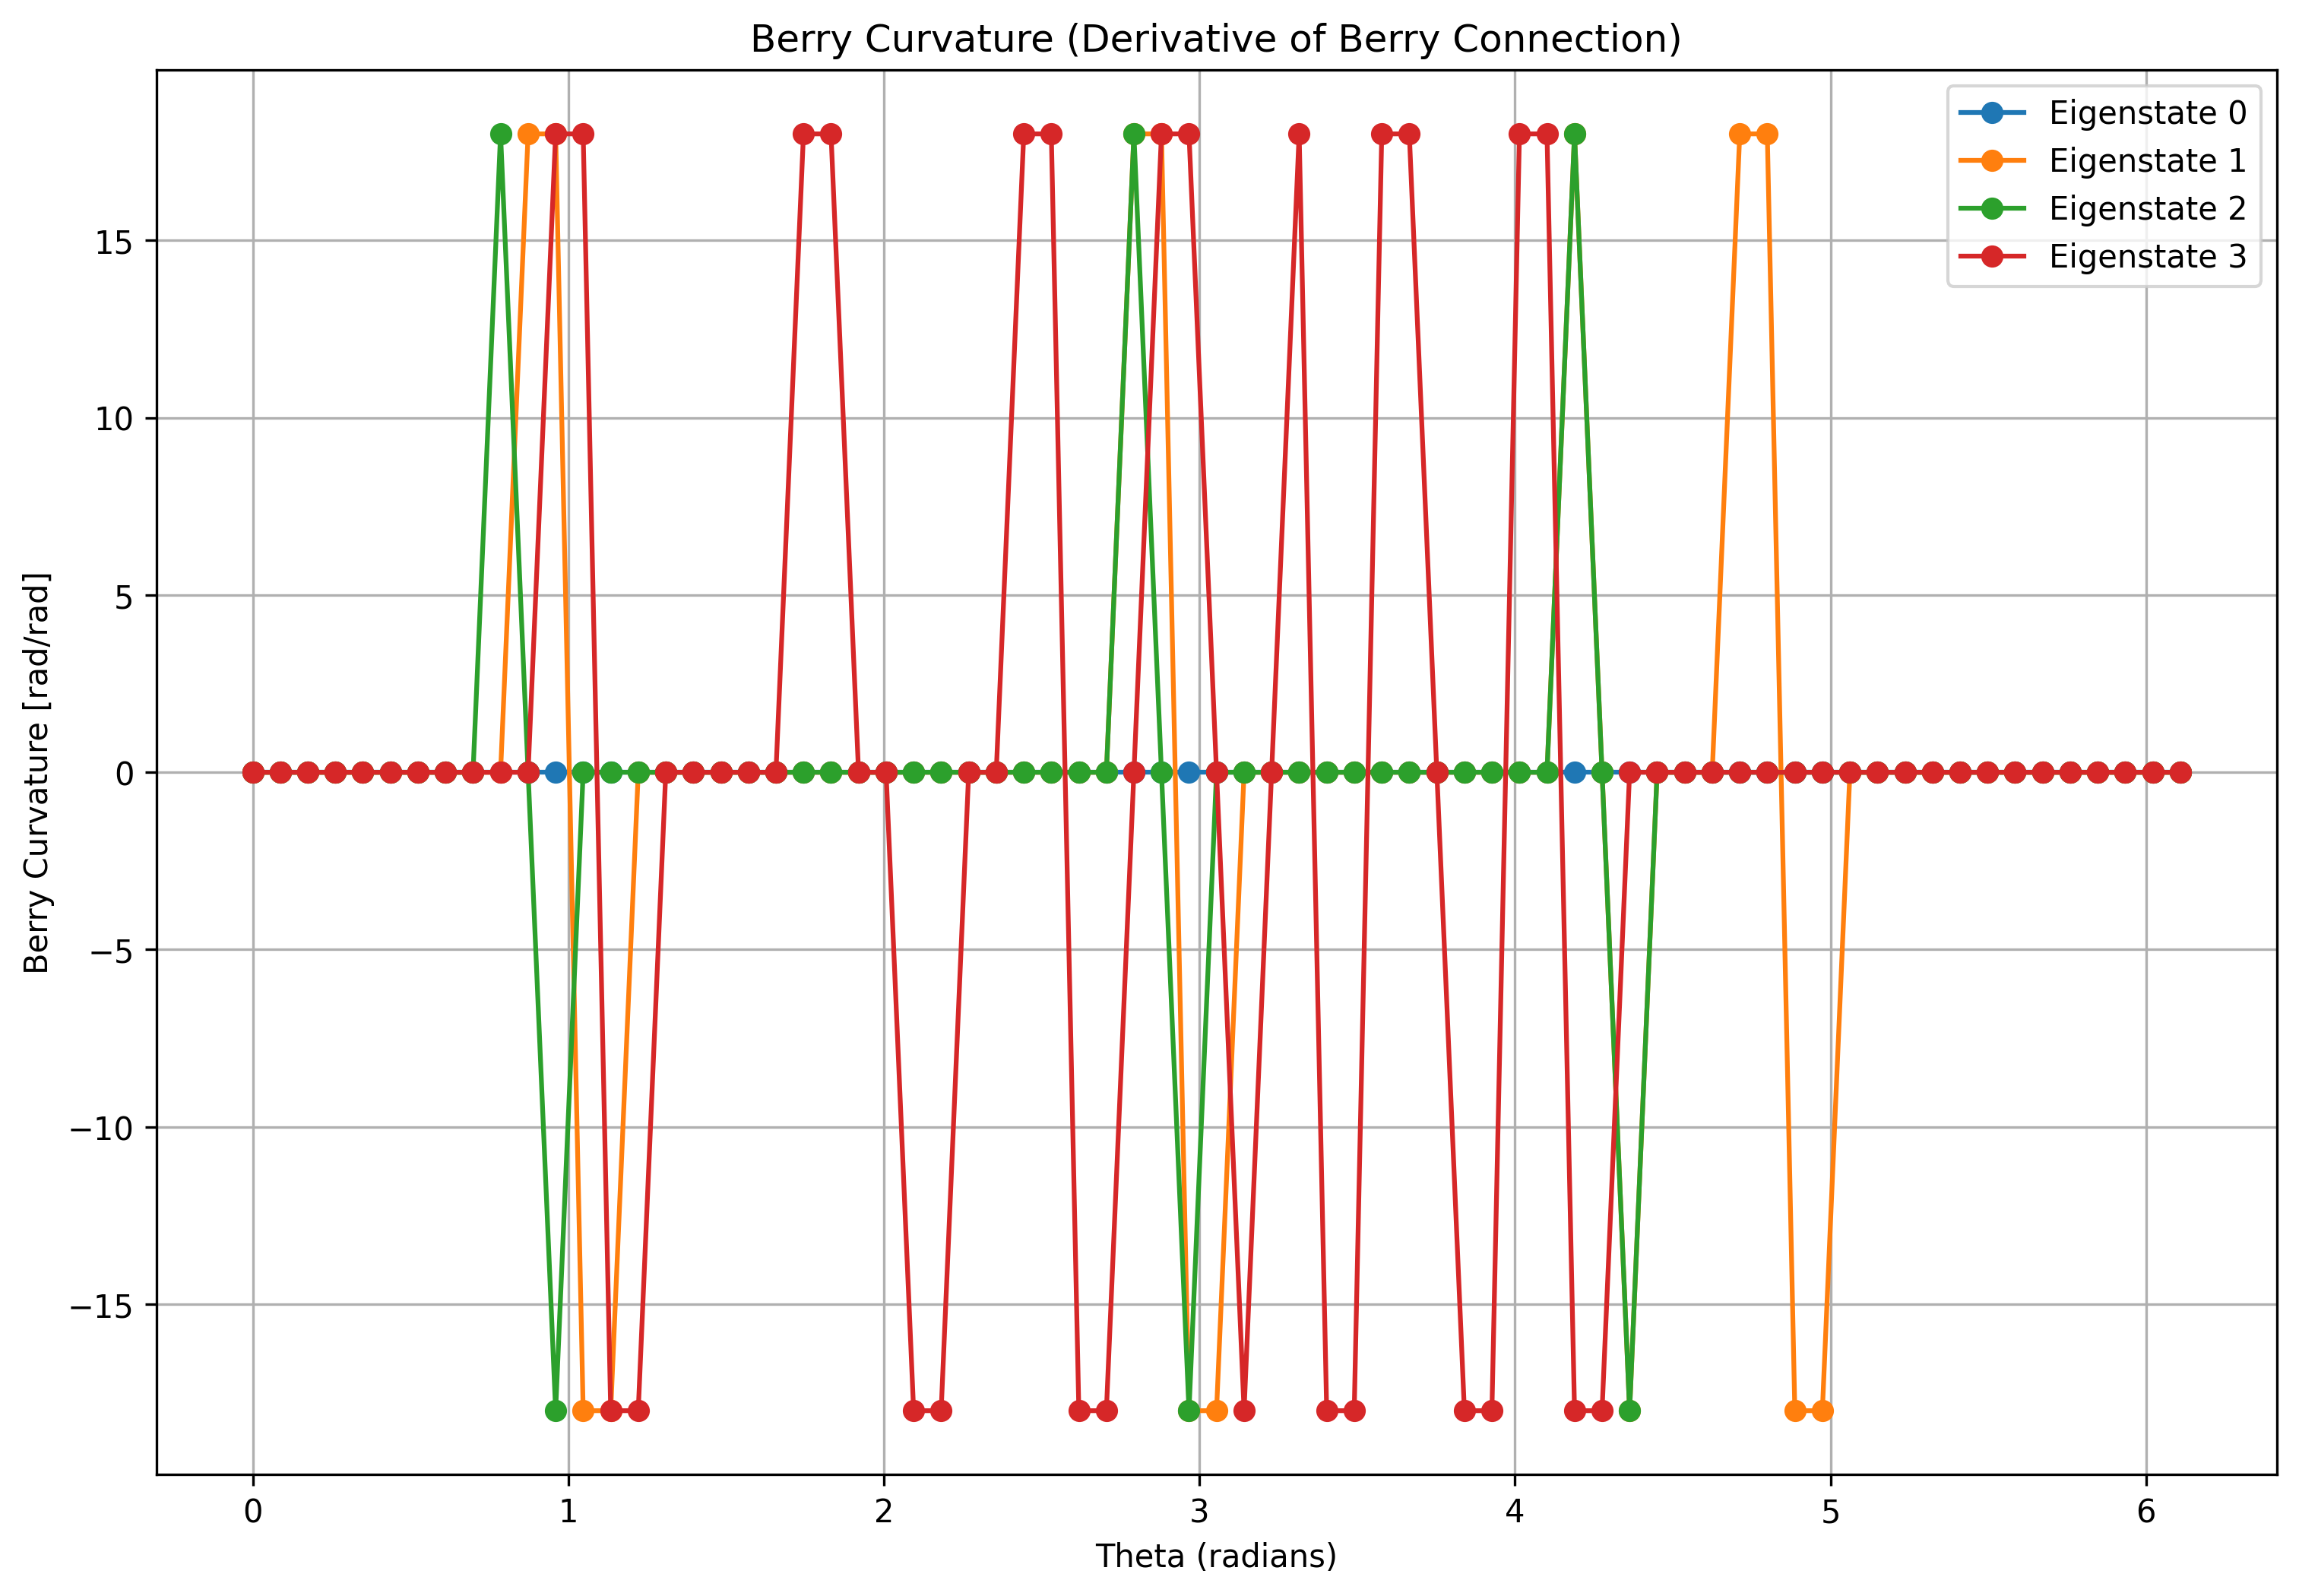 Berry Curvature (Derivative of Berry Connection)
Eigenstate 0
Eigenstate 1
Eigenstate 2
Eigenstate 3
Berry Curvature [rad/rad]
15
10
5
0
−5
−10
−15
0 1 2 3 4 5 6
Theta (radians)